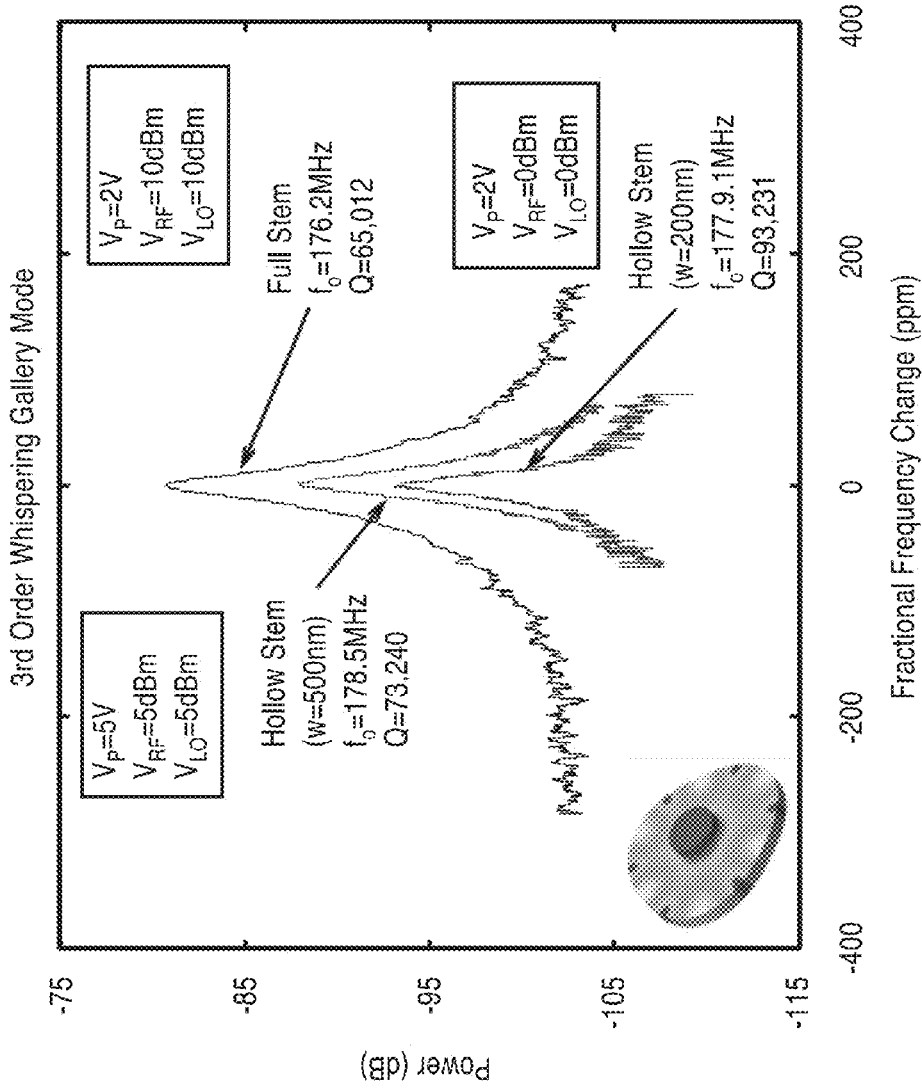 3rd Order Whispering Gallery Mode
Power (dB)
-75
-85
-95
-105
-115
V_P=5V
V_RF=5dBm
V_LO=5dBm
Hollow Stem
(w=500nm)
f_o=178.5MHz
Q=73,240
V_P=2V
V_RF=10dBm
V_LO=10dBm
Full Stem
f_o=176.2MHz
Q=65,012
V_P=2V
V_RF=0dBm
V_LO=0dBm
Hollow Stem
(w=200nm)
f_o=177.9.1MHz
Q=93,231
-400
-200
0
200
400
Fractional Frequency Change (ppm)